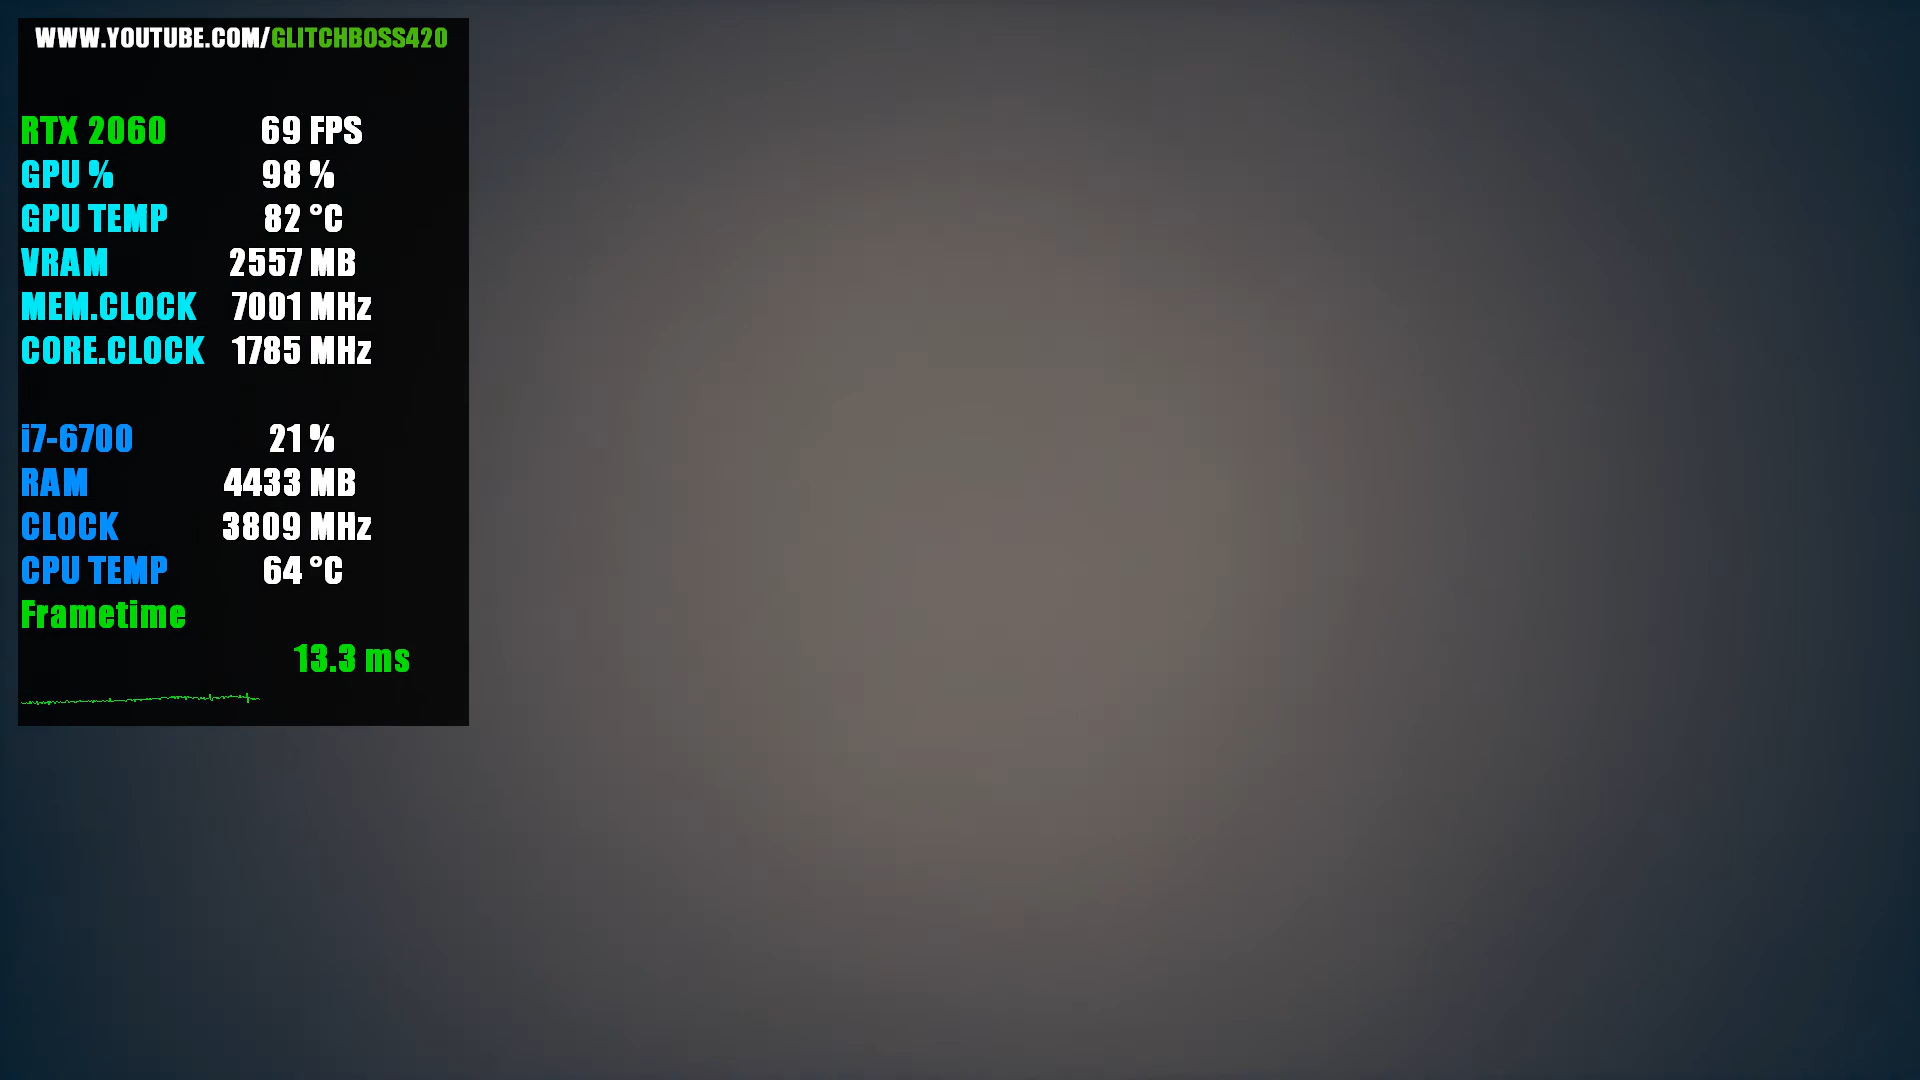 WWW.YOUTUBE.COM/GLITCHBOSS420
RTX 2060 69 FPS
GPU % 98 %
GPU TEMP 82 °C
VRAM 2557 MB
MEM.CLOCK 7001 MHz
CORE.CLOCK 1785 MHz
i7-6700 21 %
RAM 4433 MB
CLOCK 3809 MHz
CPU TEMP 64 °C
Frametime
13.3 ms